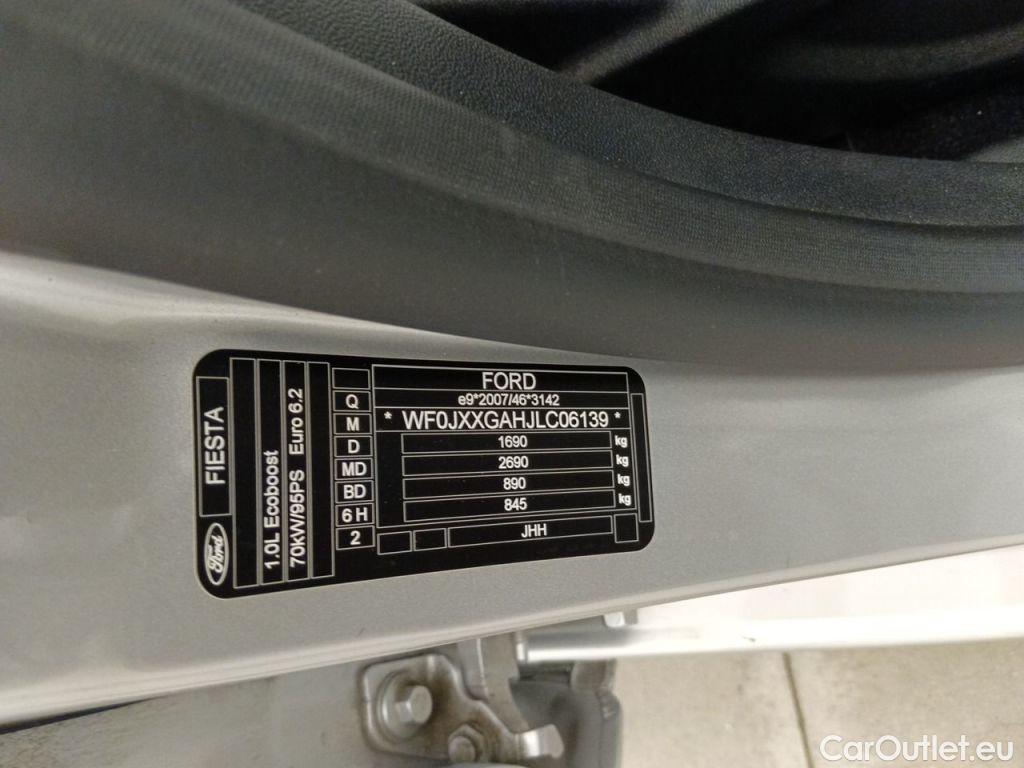 FORD
e9*2007/46*3142
* WF0JXXGAHJLC06139 *
1690 kg
2690 kg
890 kg
845 kg
JHH
Q
M
D
MD
BD
6 H
2
FIESTA
Ford
1.0L Ecoboost
70kW/95PS Euro 6.2
CarOutlet.eu